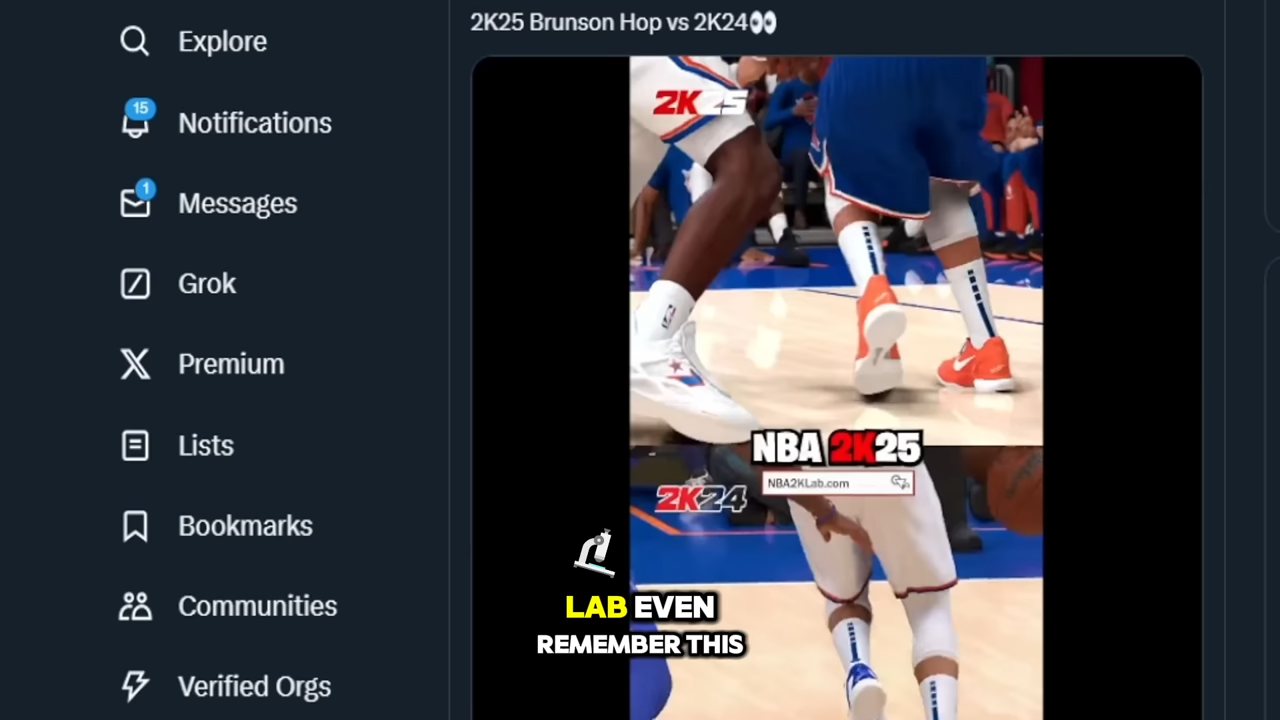 2K25 Brunson Hop vs 2K24👀
Explore
15
Notifications
1
Messages
Grok
Premium
Lists
Bookmarks
Communities
Verified Orgs
2K25
NBA 2K25
NBA2KLab.com
2K24
LAB EVEN
REMEMBER THIS